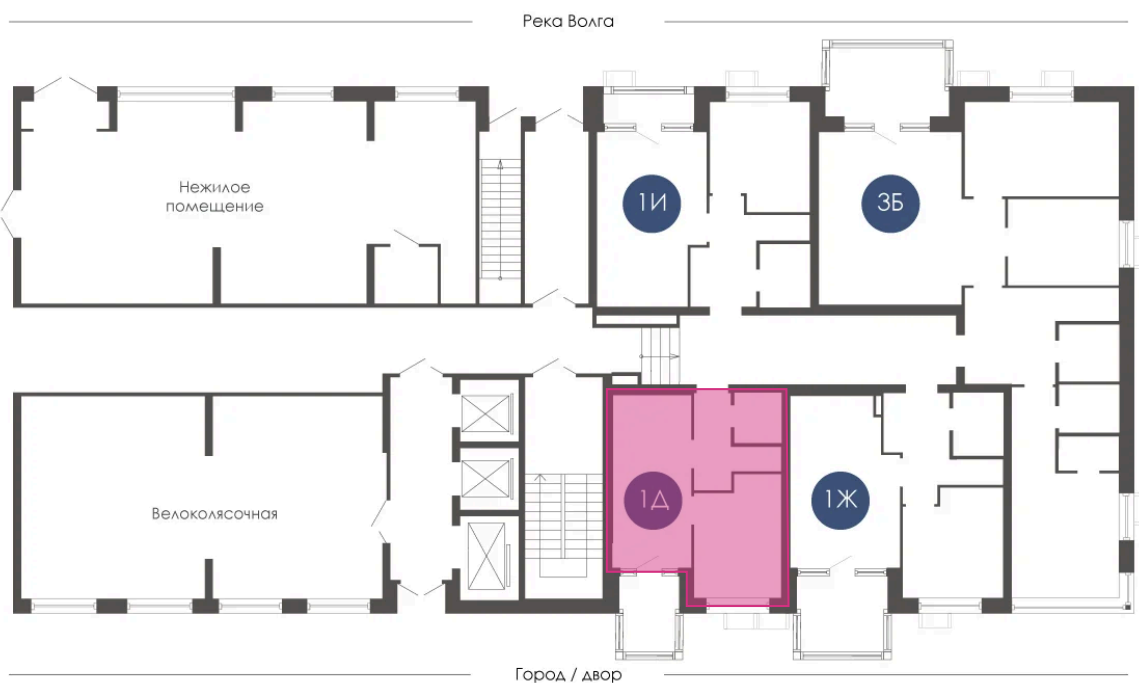 Река Волга
Нежилое
помещение
1И
3Б
1Д
1Ж
Велоколясочная
Город / двор